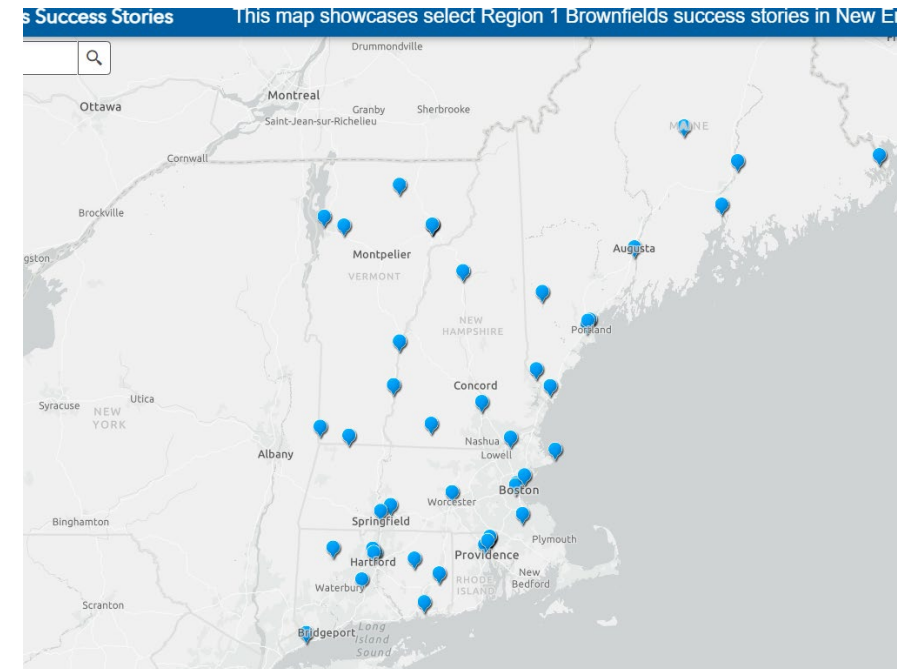 s Success Stories
This map showcases select Region 1 Brownfields success stories in New En
Drummondville
Ottawa
Montreal
Granby
Sherbrooke
Saint-Jean-sur-Richelieu
MAINE
Cornwall
Brockville
gston
Montpelier
Augusta
VERMONT
NEW
HAMPSHIRE
Portland
Concord
Syracuse
Utica
NEW
YORK
Albany
Nashua
Lowell
Boston
Worcester
Binghamton
Springfield
Plymouth
Hartford
Providence
New
Bedford
RHODE
ISLAND
Waterbury
Scranton
Bridgeport
Long
Island
Sound